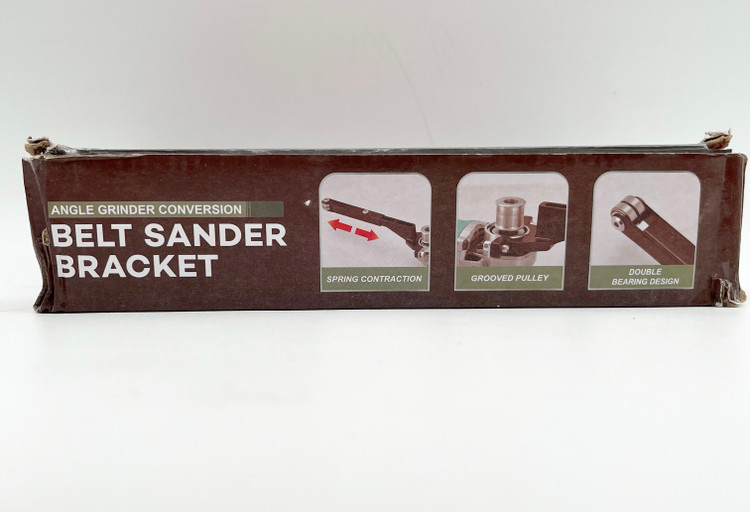 ANGLE GRINDER CONVERSION
BELT SANDER
BRACKET
SPRING CONTRACTION
GROOVED PULLEY
DOUBLE
BEARING DESIGN